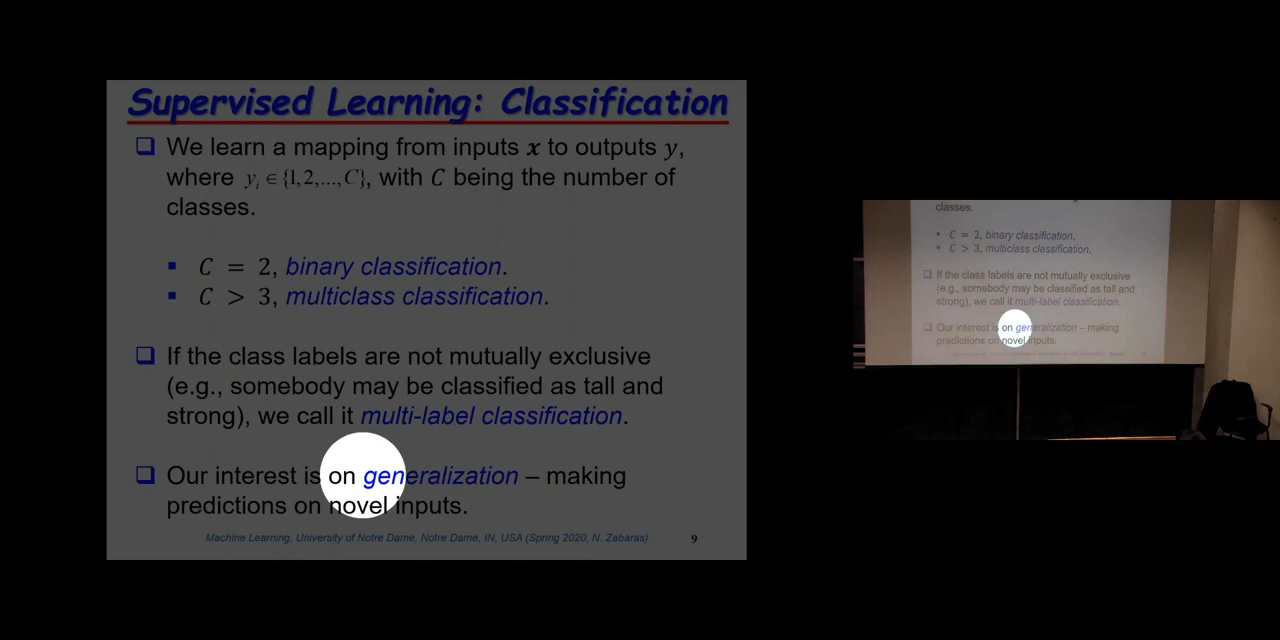 Supervised Learning: Classification
❑ We learn a mapping from inputs x to outputs y,
where y_i ∈ {1,2,...,C}, with C being the number of
classes.
▪ C = 2, binary classification.
▪ C > 3, multiclass classification.
❑ If the class labels are not mutually exclusive
(e.g., somebody may be classified as tall and
strong), we call it multi-label classification.
❑ Our interest is on generalization – making
predictions on novel inputs.
Machine Learning, University of Notre Dame, Notre Dame, IN, USA (Spring 2020, N. Zabaras)
9
classes.
▪ C = 2, binary classification.
▪ C > 3, multiclass classification.
❑ If the class labels are not mutually exclusive
(e.g., somebody may be classified as tall and
strong), we call it multi-label classification.
❑ Our interest is on generalization – making
predictions on novel inputs.